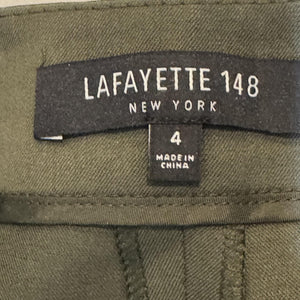 LAFAYETTE 148
NEW YORK
4
MADE IN
CHINA